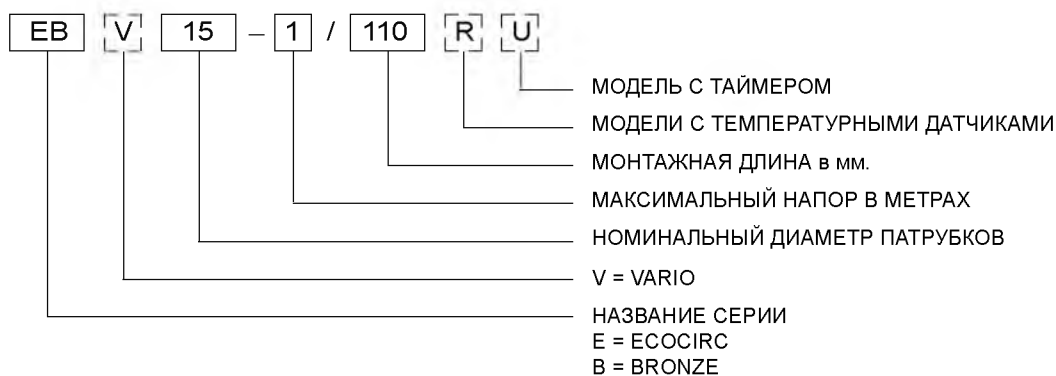 EB V 15 – 1 / 110 R U
МОДЕЛЬ С ТАЙМЕРОМ
МОДЕЛИ С ТЕМПЕРАТУРНЫМИ ДАТЧИКАМИ
МОНТАЖНАЯ ДЛИНА в мм.
МАКСИМАЛЬНЫЙ НАПОР В МЕТРАХ
НОМИНАЛЬНЫЙ ДИАМЕТР ПАТРУБКОВ
V = VARIO
НАЗВАНИЕ СЕРИИ
E = ECOCIRC
B = BRONZE